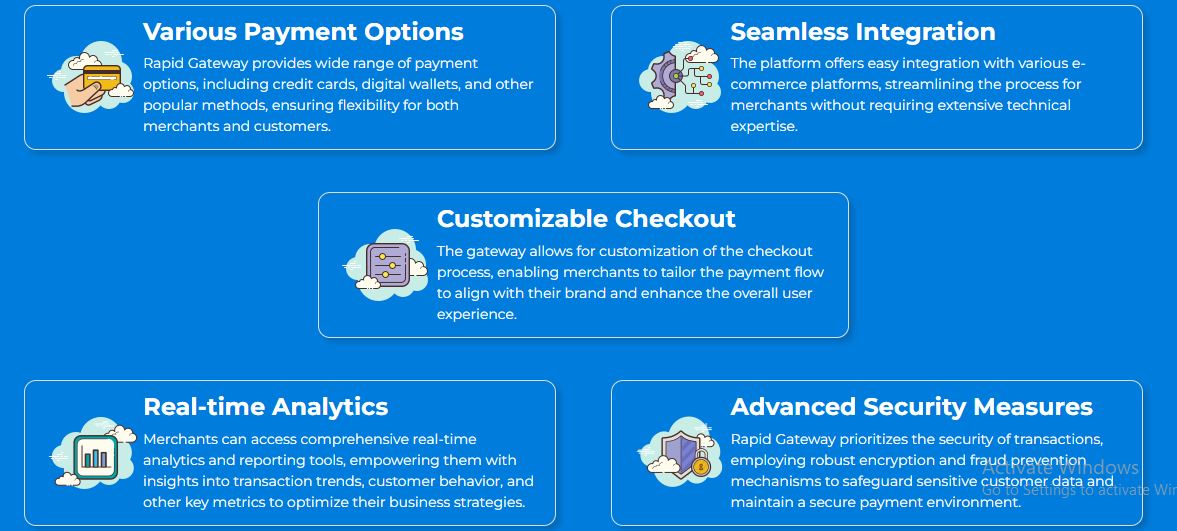 Various Payment Options
Rapid Gateway provides wide range of payment
options, including credit cards, digital wallets, and other
popular methods, ensuring flexibility for both
merchants and customers.
Seamless Integration
The platform offers easy integration with various e-
commerce platforms, streamlining the process for
merchants without requiring extensive technical
expertise.
Customizable Checkout
The gateway allows for customization of the checkout
process, enabling merchants to tailor the payment flow
to align with their brand and enhance the overall user
experience.
Real-time Analytics
Merchants can access comprehensive real-time
analytics and reporting tools, empowering them with
insights into transaction trends, customer behavior, and
other key metrics to optimize their business strategies.
Advanced Security Measures
Rapid Gateway prioritizes the security of transactions,
employing robust encryption and fraud prevention
mechanisms to safeguard sensitive customer data and
maintain a secure payment environment.
Activate Windows
Go to Settings to activate Win